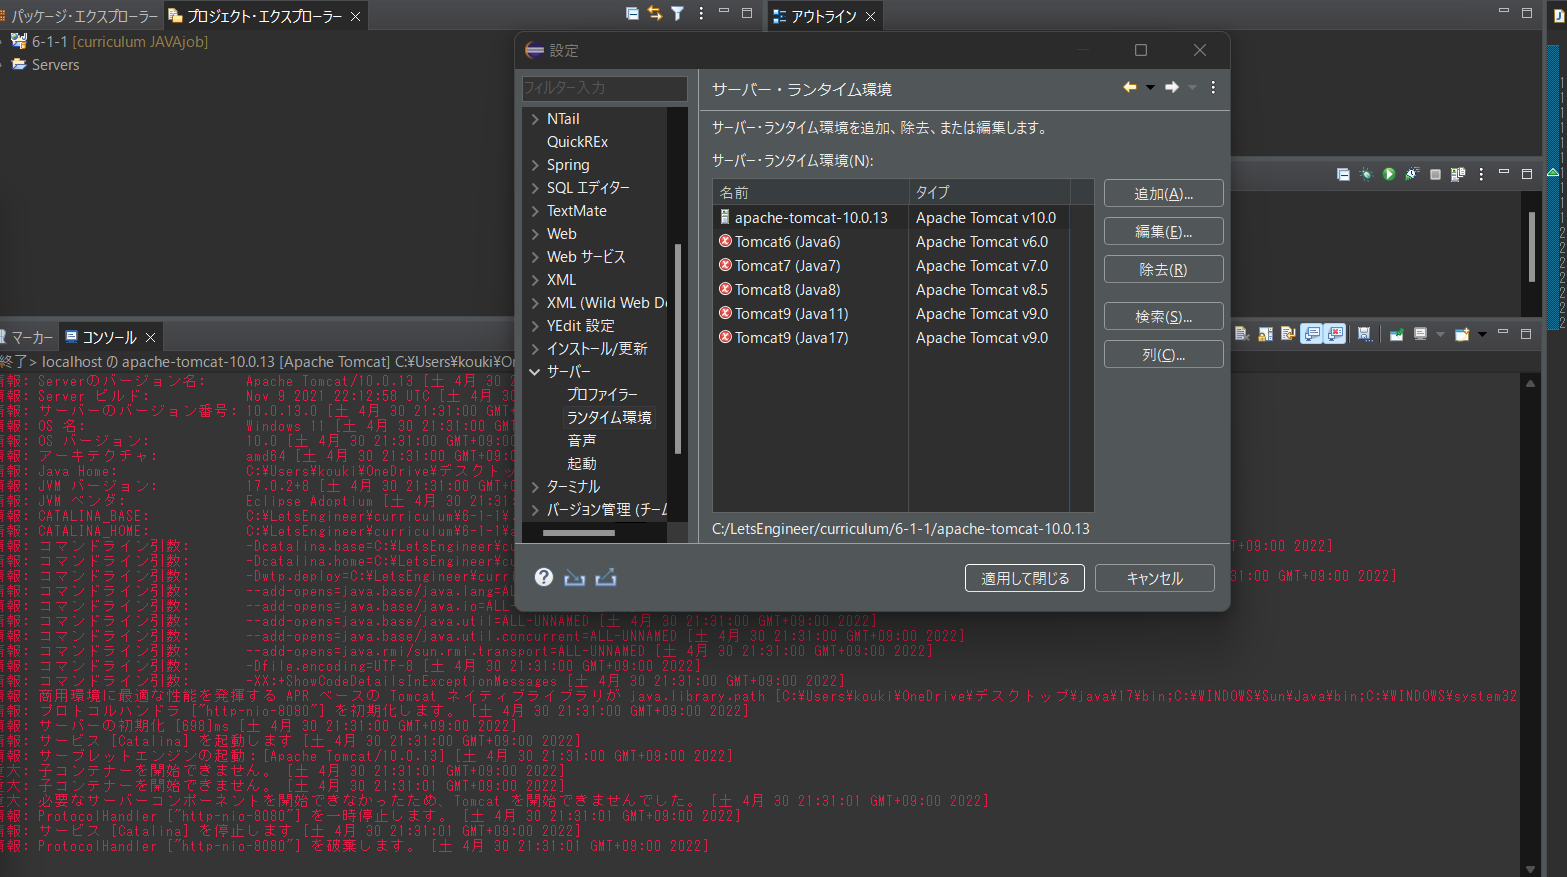 パッケージ・エクスプローラー
プロジェクト・エクスプローラー
アウトライン
6-1-1 [curriculum JAVAjob]
Servers
設定
フィルター入力
NTail
QuickREx
Spring
SQL エディター
TextMate
Web
Web サービス
XML
XML (Wild Web De
YEdit 設定
インストール/更新
サーバー
プロファイラー
ランタイム環境
音声
起動
ターミナル
バージョン管理 (チーム
サーバー・ランタイム環境
サーバー・ランタイム環境を追加、除去、または編集します。
サーバー・ランタイム環境(N):
名前 タイプ
apache-tomcat-10.0.13 Apache Tomcat v10.0
Tomcat6 (Java6) Apache Tomcat v6.0
Tomcat7 (Java7) Apache Tomcat v7.0
Tomcat8 (Java8) Apache Tomcat v8.5
Tomcat9 (Java11) Apache Tomcat v9.0
Tomcat9 (Java17) Apache Tomcat v9.0
追加(A)...
編集(E)...
除去(R)
検索(S)...
列(C)...
C:/LetsEngineer/curriculum/6-1-1/apache-tomcat-10.0.13
適用して閉じる
キャンセル
マーカー
コンソール
終了> localhost の apache-tomcat-10.0.13 [Apache Tomcat] C:¥Users¥kouki¥On
情報: Serverのバージョン名: Apache Tomcat/10.0.13 [土 4月 30 2
情報: Server ビルド: Nov 9 2021 22:12:58 UTC [土 4月 30
情報: サーバーのバージョン番号: 10.0.13.0 [土 4月 30 21:31:00 GMT+
情報: OS 名: Windows 11 [土 4月 30 21:31:00 GMT+
情報: OS バージョン: 10.0 [土 4月 30 21:31:00 GMT+09:00
情報: アーキテクチャ: amd64 [土 4月 30 21:31:00 GMT+09:0
情報: Java Home: C:¥Users¥kouki¥OneDrive¥デスクトッ
情報: JVM バージョン: 17.0.2+8 [土 4月 30 21:31:00 GMT+0
情報: JVM ベンダ: Eclipse Adoptium [土 4月 30 21:31:
情報: CATALINA_BASE: C:¥LetsEngineer¥curriculum¥6-1-1¥
情報: CATALINA_HOME: C:¥LetsEngineer¥curriculum¥6-1-1¥
情報: コマンドライン引数: -Dcatalina.base=C:¥LetsEngineer¥cu T+09:00 2022]
情報: コマンドライン引数: -Dcatalina.home=C:¥LetsEngineer¥cu
情報: コマンドライン引数: -Dwtp.deploy=C:¥LetsEngineer¥curri 31:00 GMT+09:00 2022]
情報: コマンドライン引数: --add-opens=java.base/java.lang=AL
情報: コマンドライン引数: --add-opens=java.base/java.io=ALL-
情報: コマンドライン引数: --add-opens=java.base/java.util=ALL-UNNAMED [土 4月 30 21:31:00 GMT+09:00 2022]
情報: コマンドライン引数: --add-opens=java.base/java.util.concurrent=ALL-UNNAMED [土 4月 30 21:31:00 GMT+09:00 2022]
情報: コマンドライン引数: --add-opens=java.rmi/sun.rmi.transport=ALL-UNNAMED [土 4月 30 21:31:00 GMT+09:00 2022]
情報: コマンドライン引数: -Dfile.encoding=UTF-8 [土 4月 30 21:31:00 GMT+09:00 2022]
情報: コマンドライン引数: -XX:+ShowCodeDetailsInExceptionMessages [土 4月 30 21:31:00 GMT+09:00 2022]
情報: 商用環境に最適な性能を発揮する APR ベースの Tomcat ネイティブライブラリが java.library.path [C:¥Users¥kouki¥OneDrive¥デスクトップ¥java¥17¥bin;C:¥WINDOWS¥Sun¥Java¥bin;C:¥WINDOWS¥system32
情報: プロトコルハンドラ ["http-nio-8080"] を初期化します。 [土 4月 30 21:31:00 GMT+09:00 2022]
情報: サーバーの初期化 [698]ms [土 4月 30 21:31:00 GMT+09:00 2022]
情報: サービス [Catalina] を起動します [土 4月 30 21:31:00 GMT+09:00 2022]
情報: サーブレットエンジンの起動：[Apache Tomcat/10.0.13] [土 4月 30 21:31:00 GMT+09:00 2022]
重大: 子コンテナーを開始できません。 [土 4月 30 21:31:01 GMT+09:00 2022]
重大: 子コンテナーを開始できません。 [土 4月 30 21:31:01 GMT+09:00 2022]
重大: 必要なサーバーコンポーネントを開始できなかったため、Tomcat を開始できませんでした。 [土 4月 30 21:31:01 GMT+09:00 2022]
情報: ProtocolHandler ["http-nio-8080"] を一時停止します。 [土 4月 30 21:31:01 GMT+09:00 2022]
情報: サービス [Catalina] を停止します [土 4月 30 21:31:01 GMT+09:00 2022]
情報: ProtocolHandler ["http-nio-8080"] を破棄します。 [土 4月 30 21:31:01 GMT+09:00 2022]